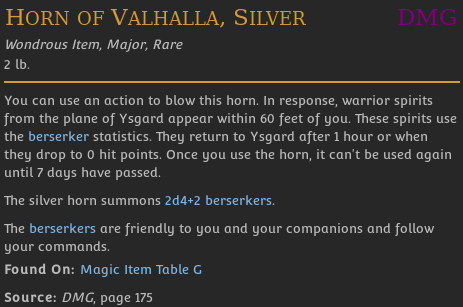 Horn of Valhalla, Silver DMG
Wondrous Item, Major, Rare
2 lb.
You can use an action to blow this horn. In response, warrior spirits
from the plane of Ysgard appear within 60 feet of you. These spirits use
the berserker statistics. They return to Ysgard after 1 hour or when
they drop to 0 hit points. Once you use the horn, it can't be used again
until 7 days have passed.
The silver horn summons 2d4+2 berserkers.
The berserkers are friendly to you and your companions and follow
your commands.
Found On: Magic Item Table G
Source: DMG, page 175